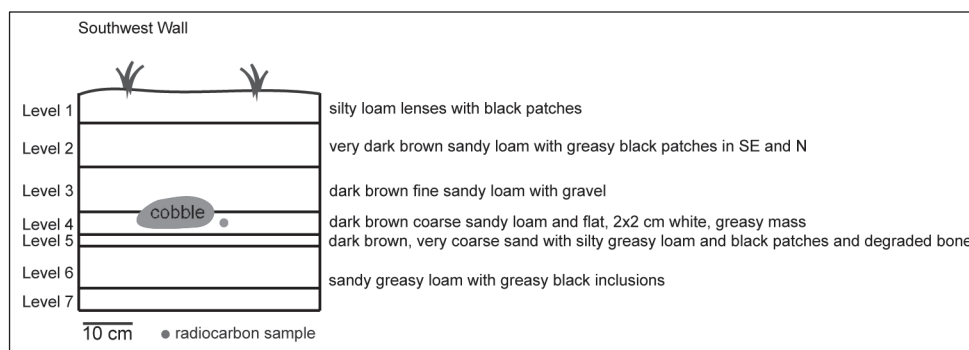 Southwest Wall
Level 1 silty loam lenses with black patches
Level 2 very dark brown sandy loam with greasy black patches in SE and N
Level 3 dark brown fine sandy loam with gravel
cobble
Level 4 dark brown coarse sandy loam and flat, 2x2 cm white, greasy mass
Level 5 dark brown, very coarse sand with silty greasy loam and black patches and degraded bone
Level 6 sandy greasy loam with greasy black inclusions
Level 7
10 cm radiocarbon sample